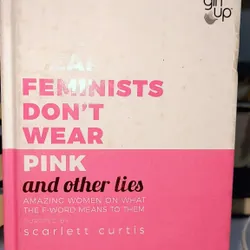 girl up
FEMINISTS
DON'T
WEAR
PINK
and other lies
AMAZING WOMEN ON WHAT
THE F-WORD MEANS TO THEM
scarlett curtis